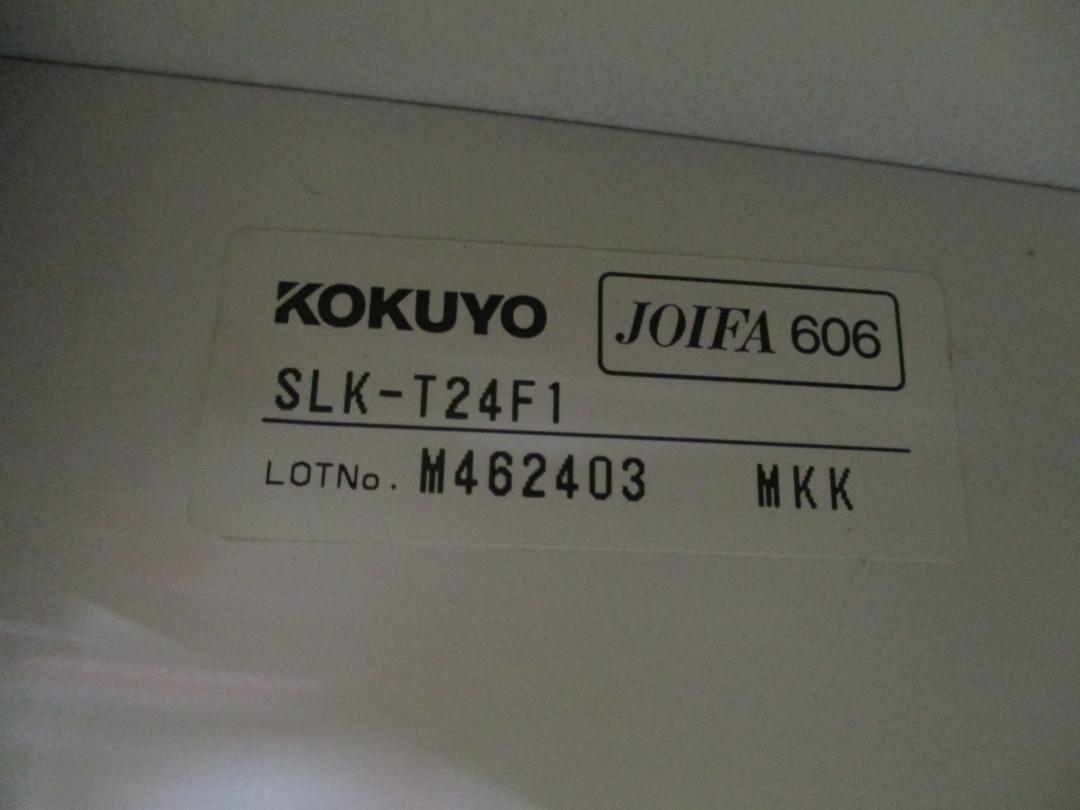 KOKUYO
JOIFA 606
SLK-T24F1
LOTNo. M462403 MKK